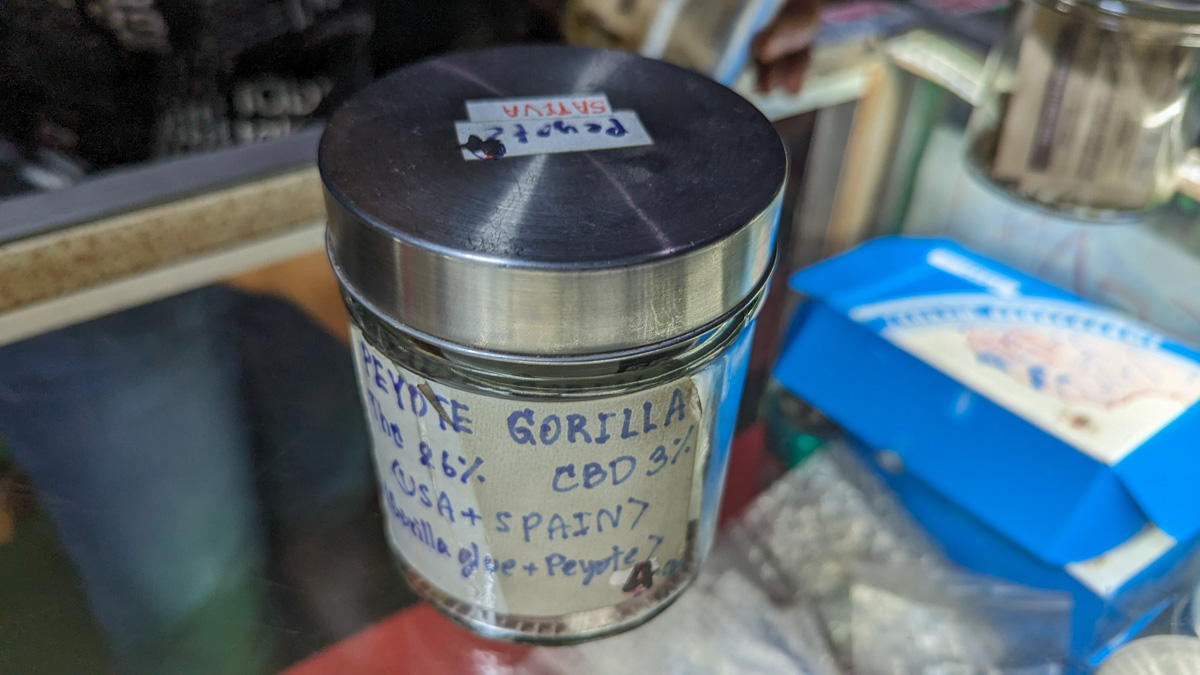 SATIVA
Peyote
PEYOTE GORILLA
THC 26% CBD 3%
(USA + SPAIN)
Gorilla glue + Peyote)